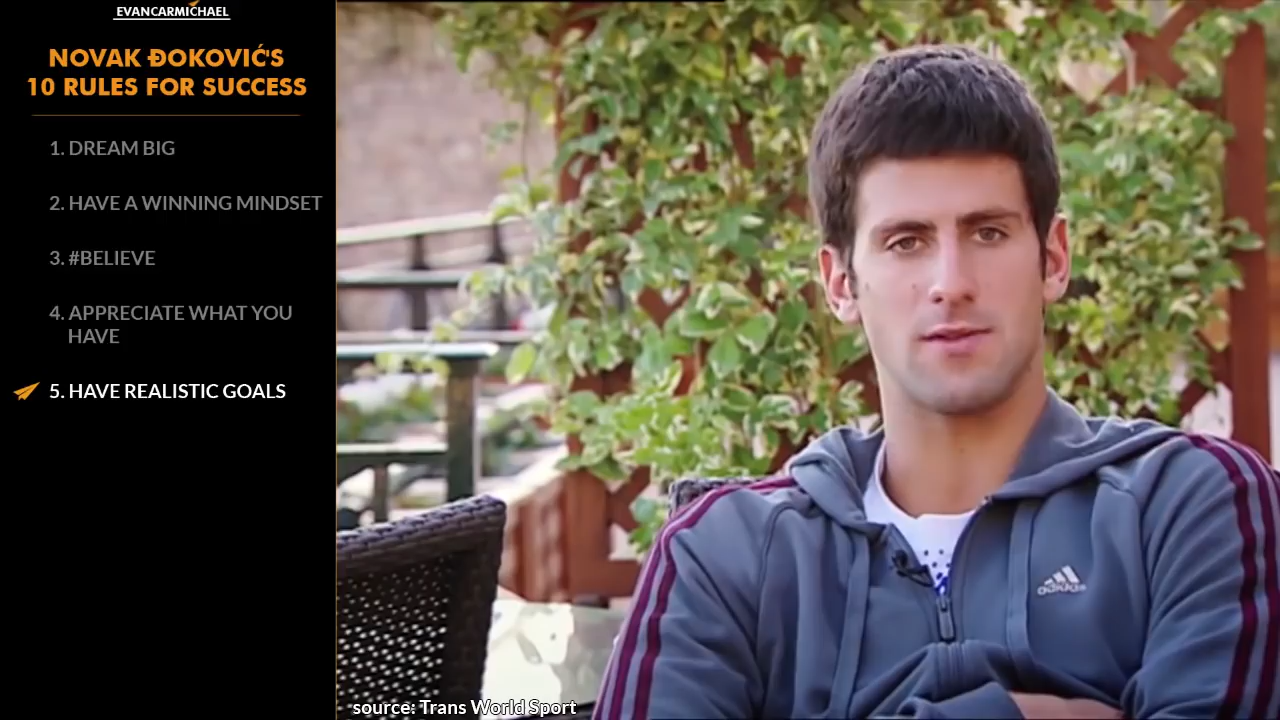 EVANCARMICHAEL
NOVAK ĐOKOVIĆ'S
10 RULES FOR SUCCESS
1. DREAM BIG
2. HAVE A WINNING MINDSET
3. #BELIEVE
4. APPRECIATE WHAT YOU
HAVE
5. HAVE REALISTIC GOALS
source: Trans World Sport